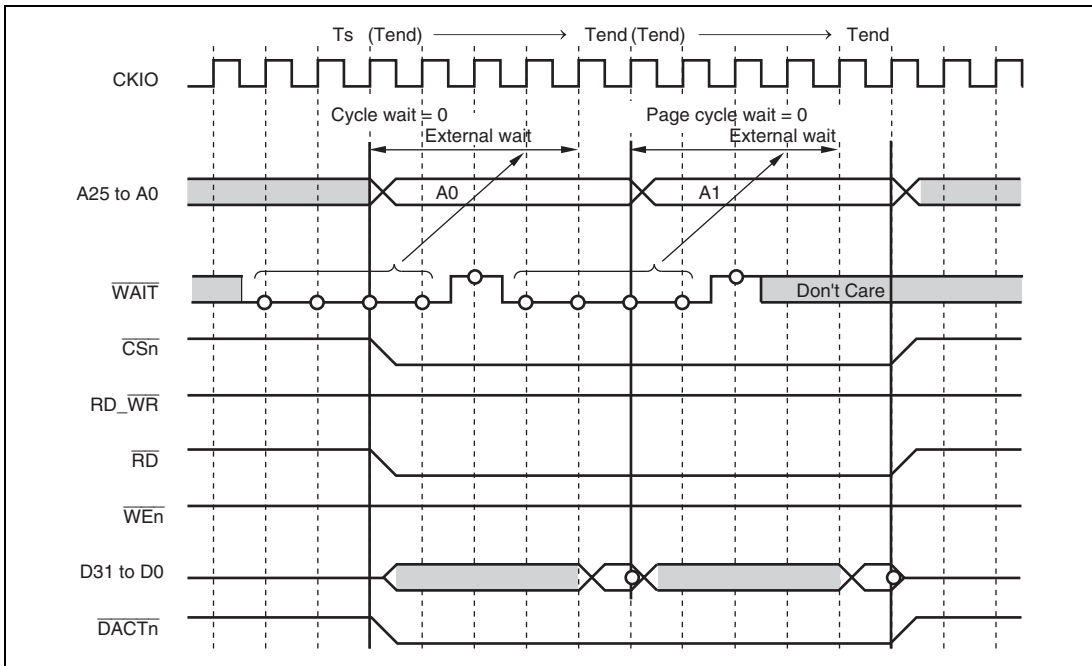 Ts (Tend) Tend (Tend) Tend
CKIO
Cycle wait = 0 Page cycle wait = 0
External wait External wait
A25 to A0 A0 A1
WAIT Don't Care
CSn
RD_WR
RD
WEn
D31 to D0
DACTn